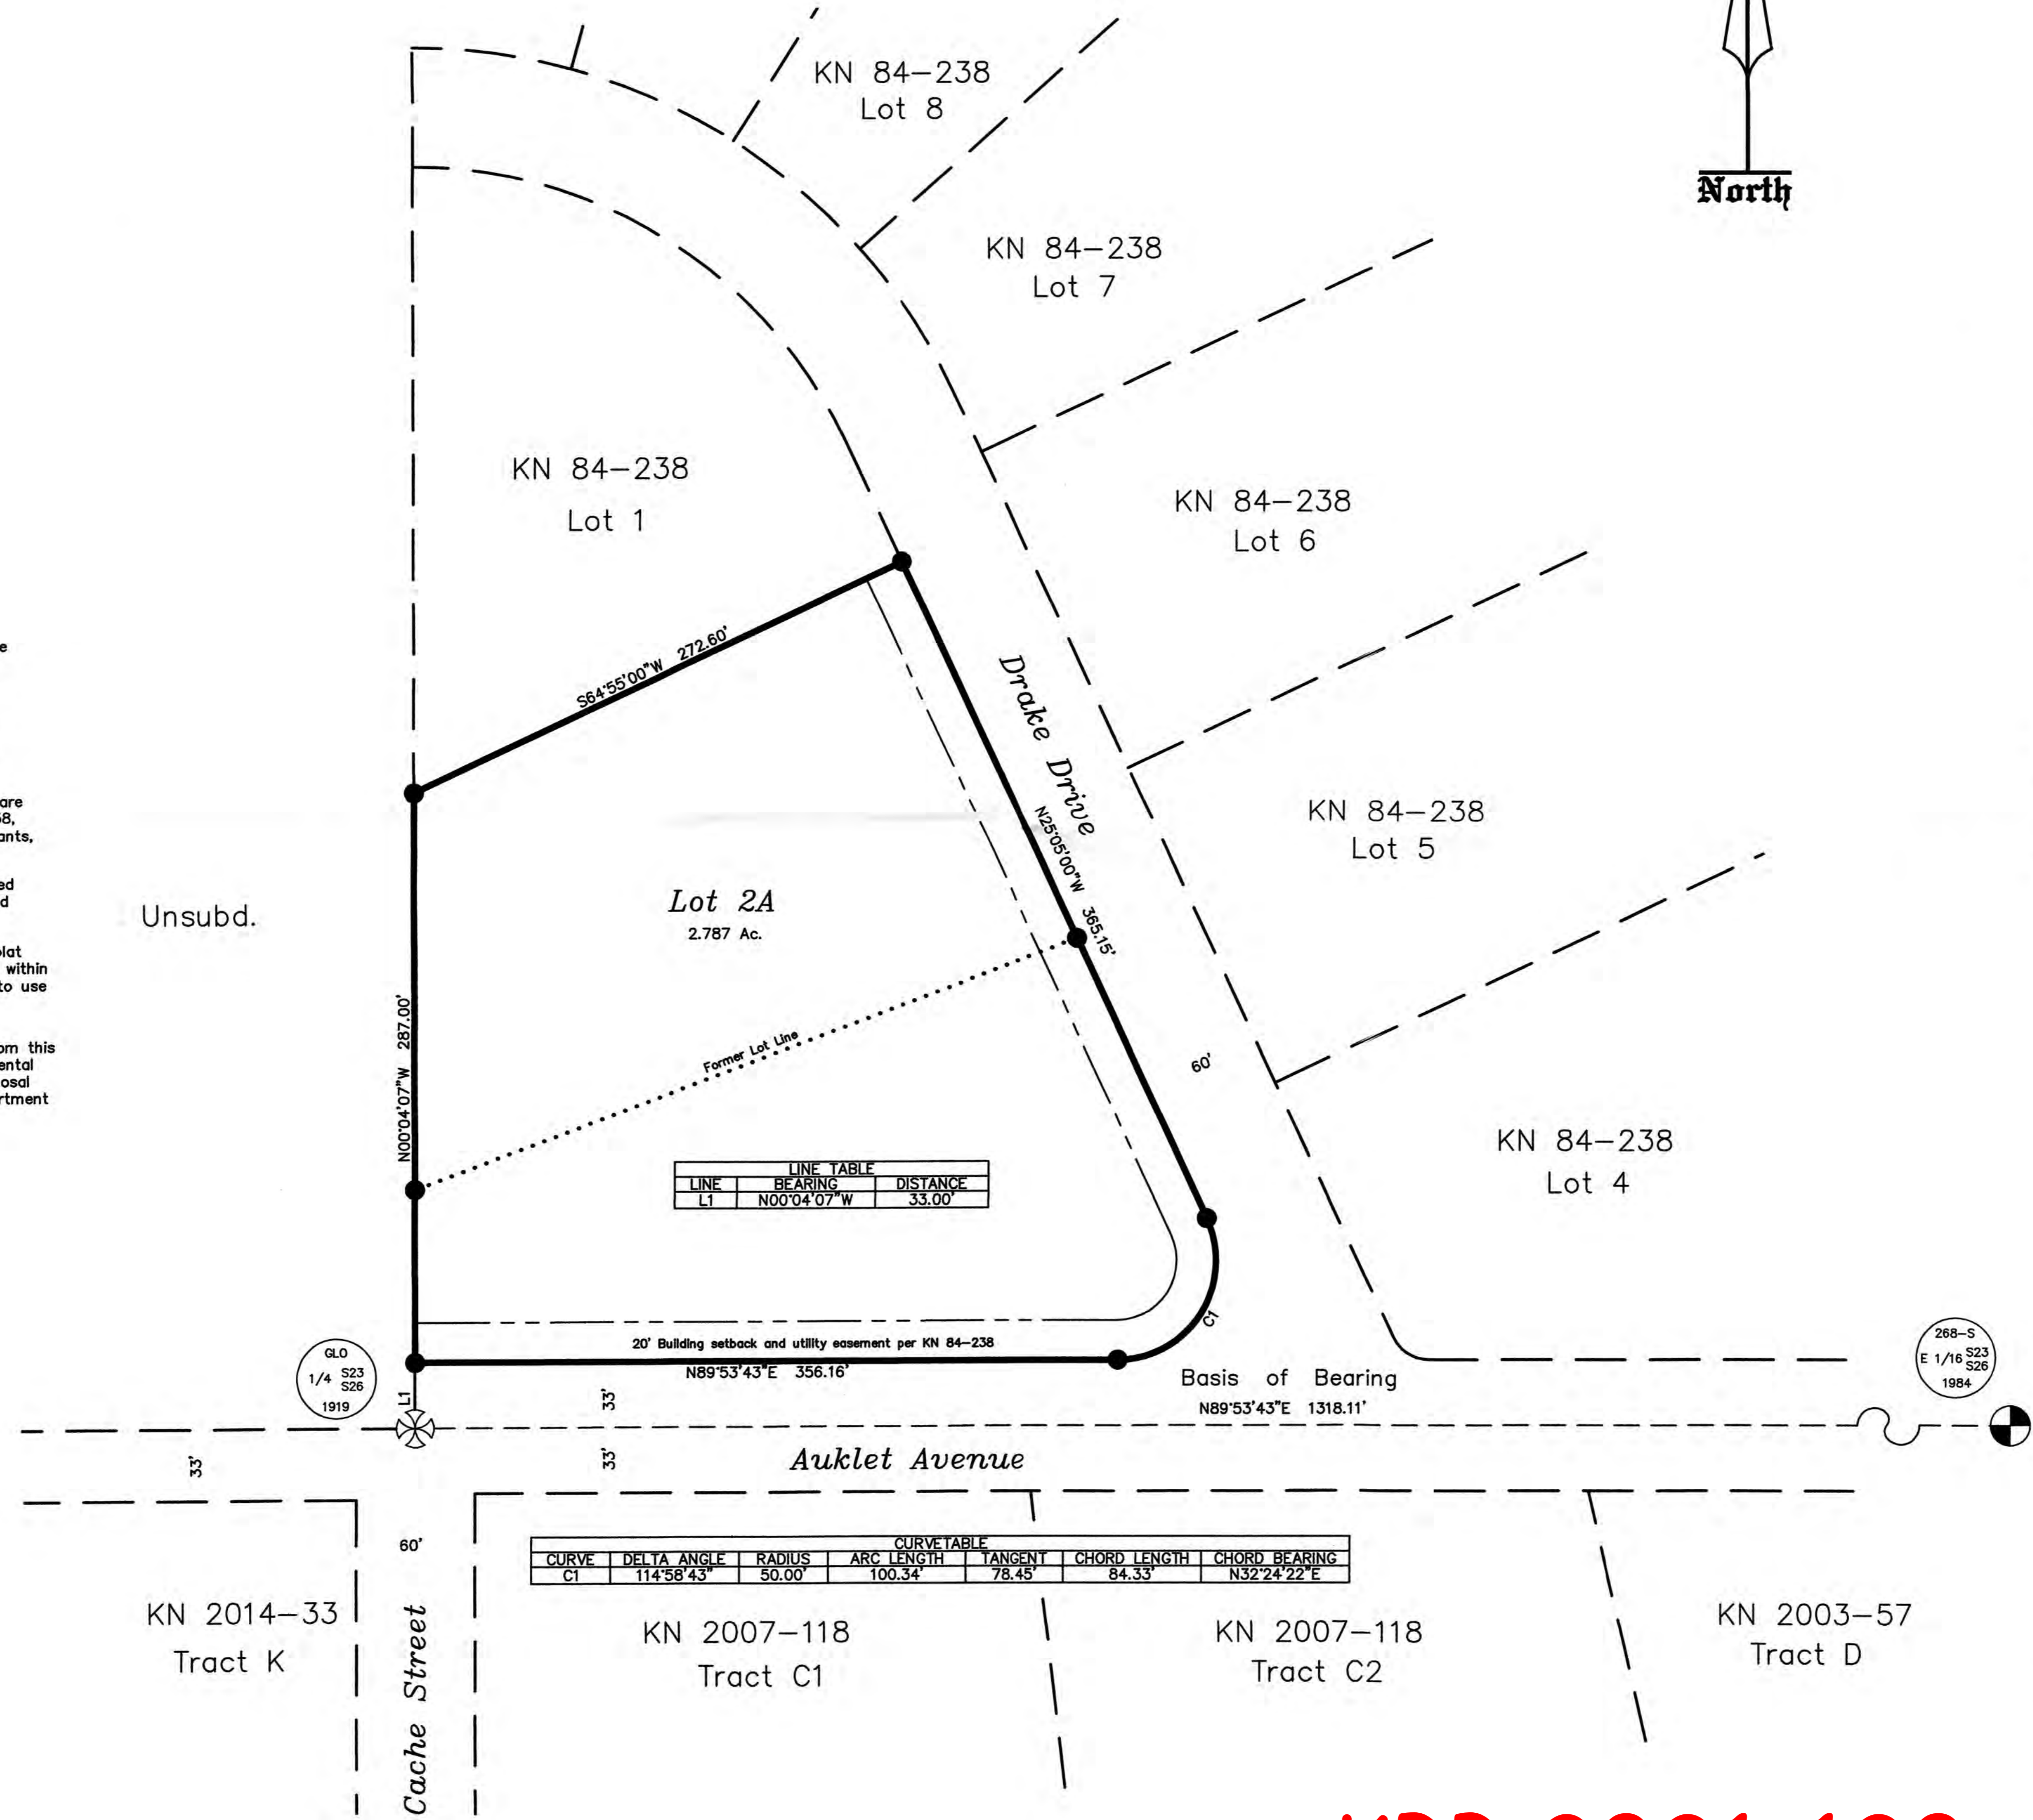 KN 84-238
Lot 8
North
KN 84-238
Lot 7
KN 84-238
Lot 1
KN 84-238
Lot 6
S64°55'00"W 272.60'
Drake Drive
N25°05'00"W 365.15'
KN 84-238
Lot 5
are
ants,
Unsubd.
Lot 2A
2.787 Ac.
within
to use
N00°04'07"W 287.00'
Former Lot Line
60'
KN 84-238
Lot 4
LINE TABLE
LINE BEARING DISTANCE
L1 N00°04'07"W 33.00'
C1
20' Building setback and utility easement per KN 84-238
N89°53'43"E 356.16'
GLO
1/4 S23
S26
1919
L1
33'
Basis of Bearing
N89°53'43"E 1318.11'
268-S
E 1/16 S23
S26
1984
33'
33'
Auklet Avenue
60'
CURVETABLE
CURVE DELTA ANGLE RADIUS ARC LENGTH TANGENT CHORD LENGTH CHORD BEARING
C1 114°58'43" 50.00' 100.34' 78.45' 84.33' N32°24'22"E
KN 2014-33
Tract K
Cache Street
KN 2007-118
Tract C1
KN 2007-118
Tract C2
KN 2003-57
Tract D